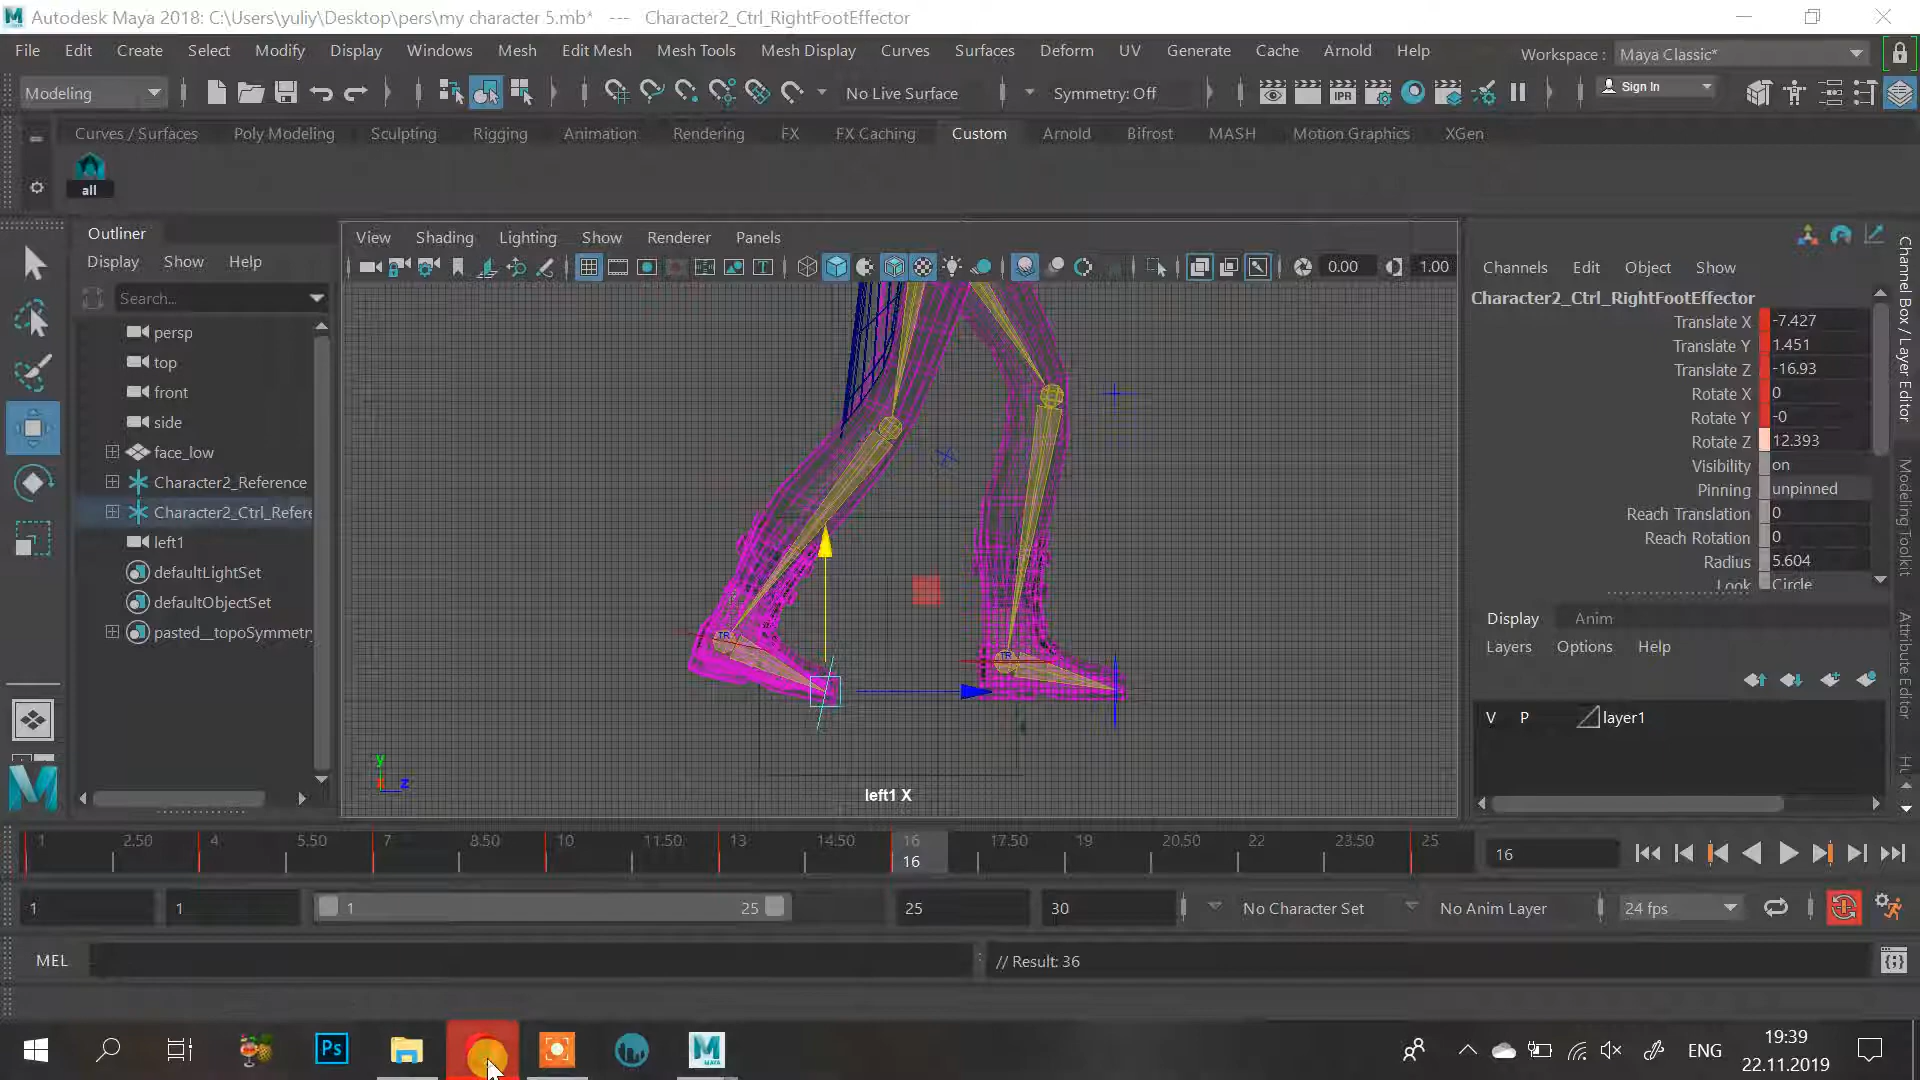 Autodesk Maya 2018: C:\Users\yuliy\Desktop\pers\my character 5.mb* --- Character2_Ctrl_RightFootEffector
File Edit Create Select Modify Display Windows Mesh Edit Mesh Mesh Tools Mesh Display Curves Surfaces Deform UV Generate Cache Arnold Help Workspace : Maya Classic*
Modeling No Live Surface Symmetry: Off IPR Sign In
Curves / Surfaces Poly Modeling Sculpting Rigging Animation Rendering FX FX Caching Custom Arnold Bifrost MASH Motion Graphics XGen
all
Outliner
Display Show Help
Search...
persp
top
front
side
face_low
Character2_Reference
Character2_Ctrl_Refere
left1
defaultLightSet
defaultObjectSet
pasted__topoSymmetry
View Shading Lighting Show Renderer Panels
0.00 1.00
TR
TR
y
z
left1 X
Channels Edit Object Show
Character2_Ctrl_RightFootEffector
Translate X -7.427
Translate Y 1.451
Translate Z -16.93
Rotate X 0
Rotate Y -0
Rotate Z 12.393
Visibility on
Pinning unpinned
Reach Translation 0
Reach Rotation 0
Radius 5.604
Look Circle
Display Anim
Layers Options Help
V P layer1
Channel Box / Layer Editor
Modeling Toolkit
Attribute Editor
1 2.50 4 5.50 7 8.50 10 11.50 13 14.50 16 17.50 19 20.50 22 23.50 25
16
16
1 1 1 25 25 30 No Character Set No Anim Layer 24 fps
MEL // Result: 36
Ps
MAYA
ENG
19:39
22.11.2019